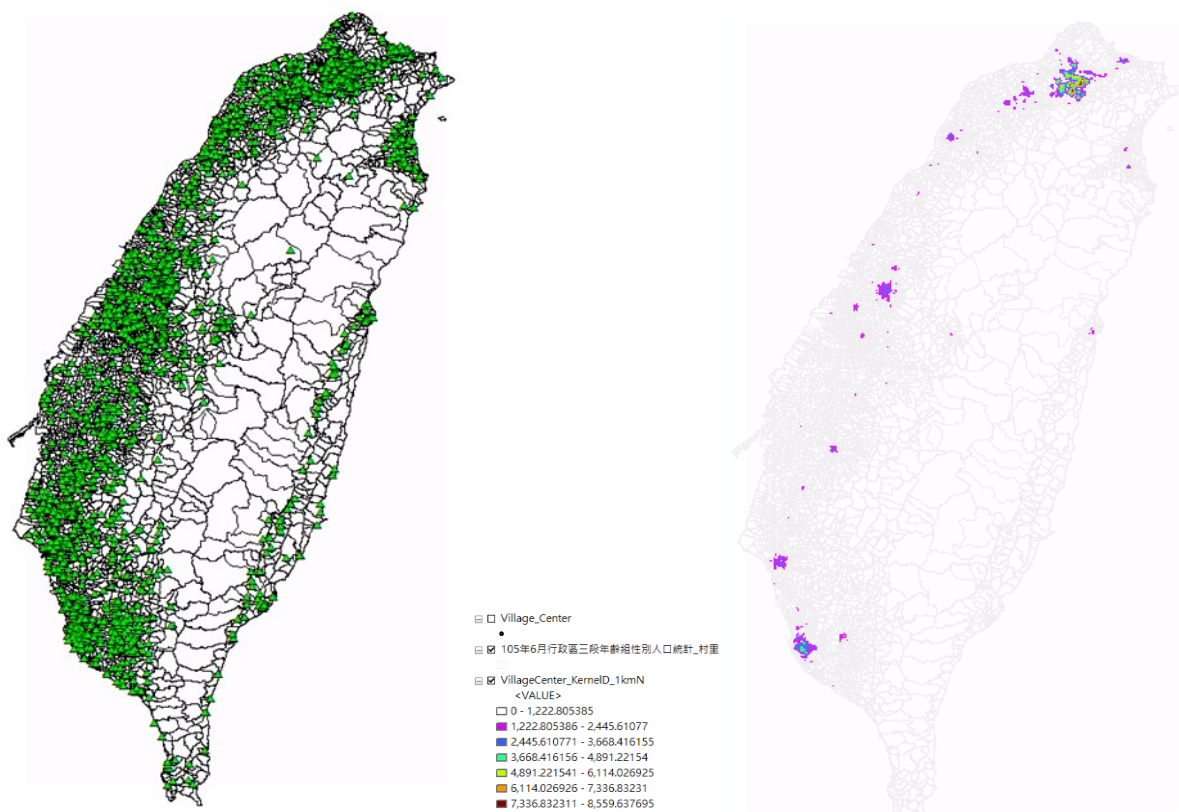 Village_Center
105年6月行政區三段年齡組性別人口統計_村里
VillageCenter_KernelD_1kmN
<VALUE>
0 - 1,222.805385
1,222.805386 - 2,445.61077
2,445.610771 - 3,668.416155
3,668.416156 - 4,891.22154
4,891.221541 - 6,114.026925
6,114.026926 - 7,336.83231
7,336.832311 - 8,559.637695